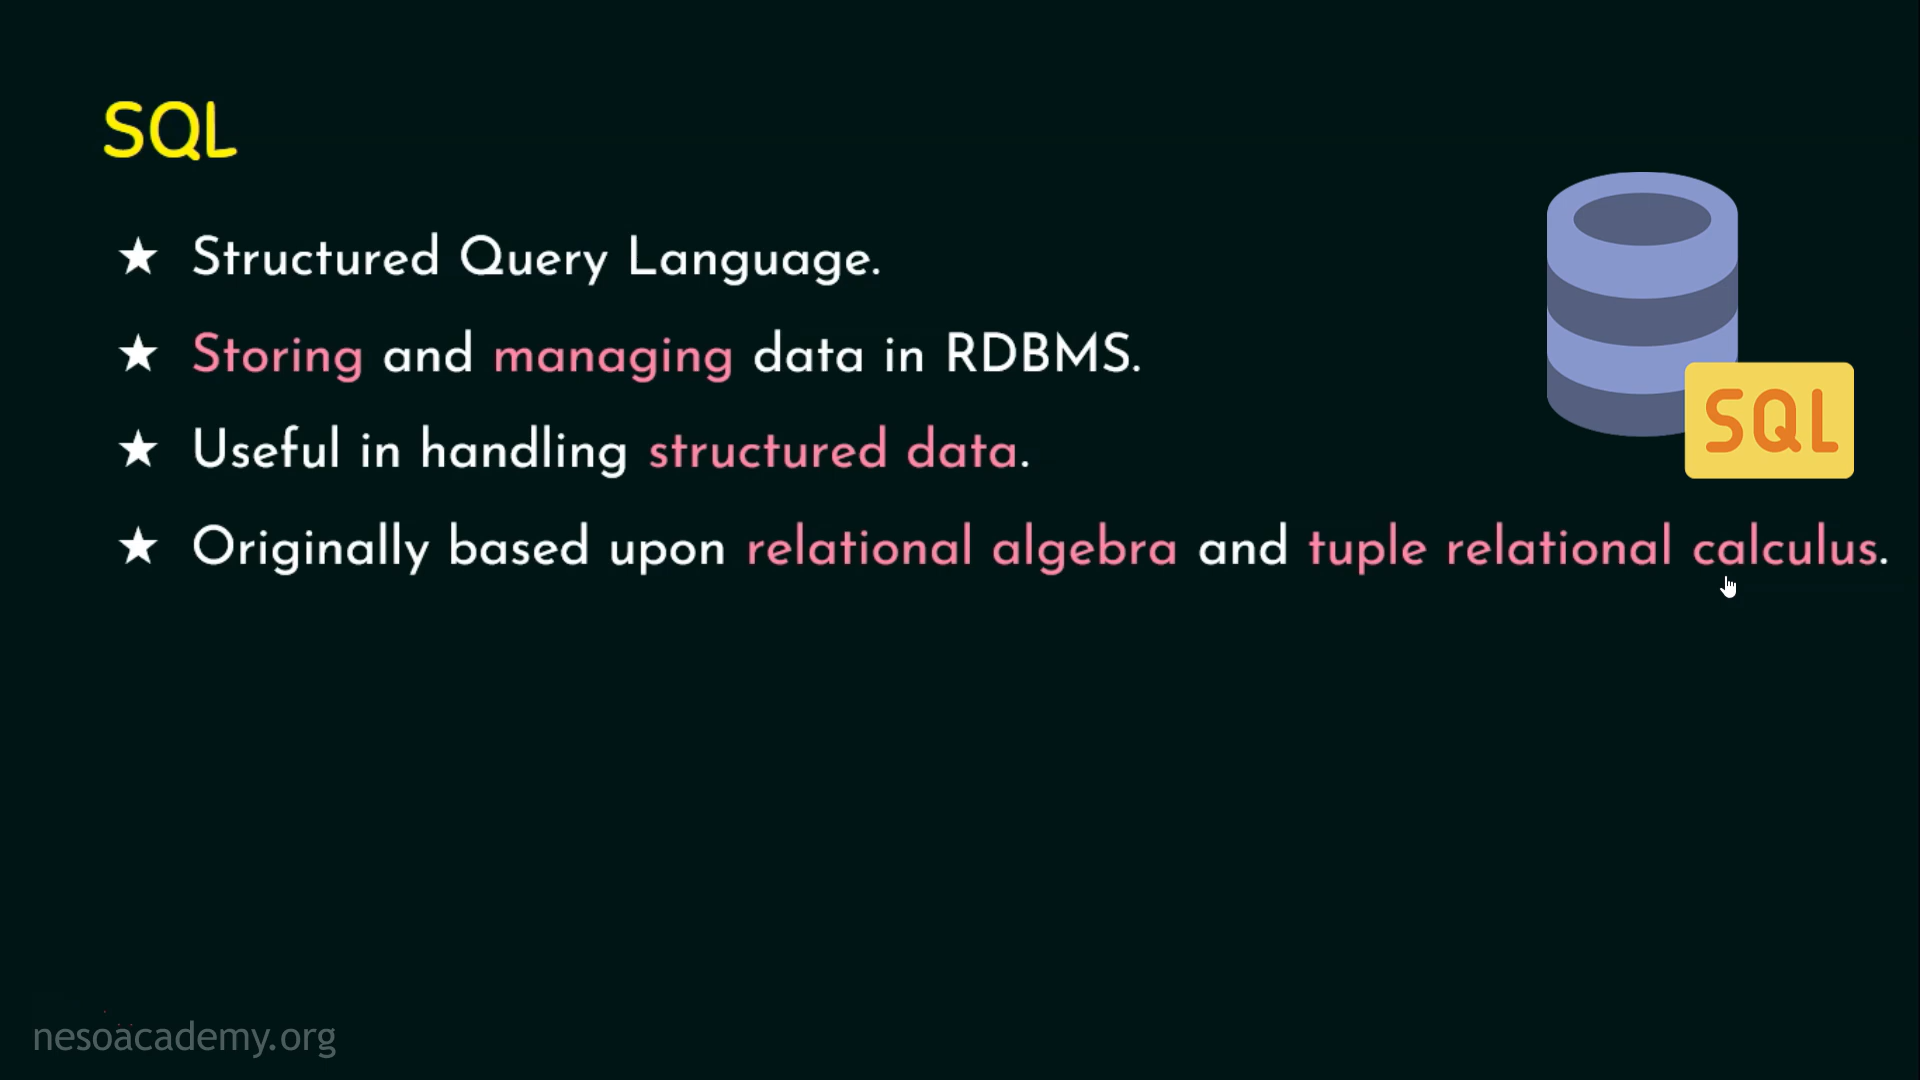 SQL
★ Structured Query Language.
★ Storing and managing data in RDBMS.
★ Useful in handling structured data.
★ Originally based upon relational algebra and tuple relational calculus.
SQL
nesoacademy.org